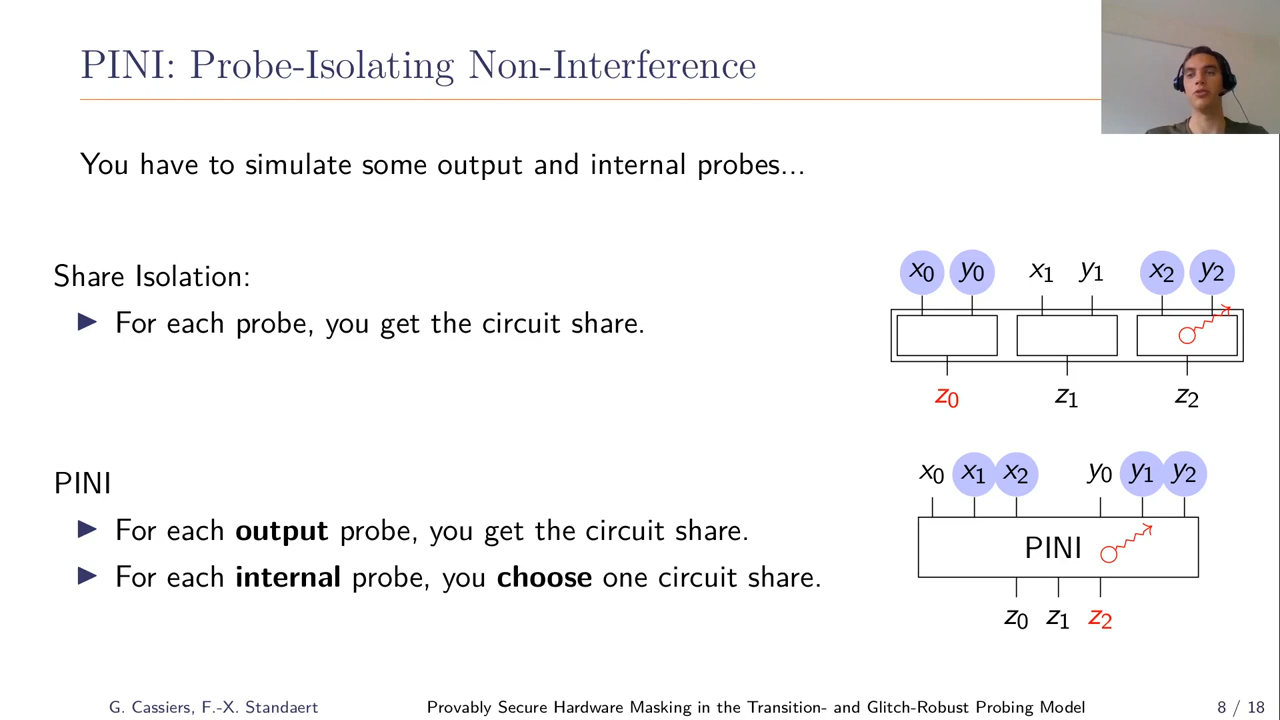 PINI: Probe-Isolating Non-Interference
You have to simulate some output and internal probes...
Share Isolation:
▶ For each probe, you get the circuit share.
x₀ y₀ x₁ y₁ x₂ y₂
z₀ z₁ z₂
PINI
▶ For each output probe, you get the circuit share.
▶ For each internal probe, you choose one circuit share.
x₀ x₁ x₂ y₀ y₁ y₂
PINI
z₀ z₁ z₂
G. Cassiers, F.-X. Standaert Provably Secure Hardware Masking in the Transition- and Glitch-Robust Probing Model 8 / 18